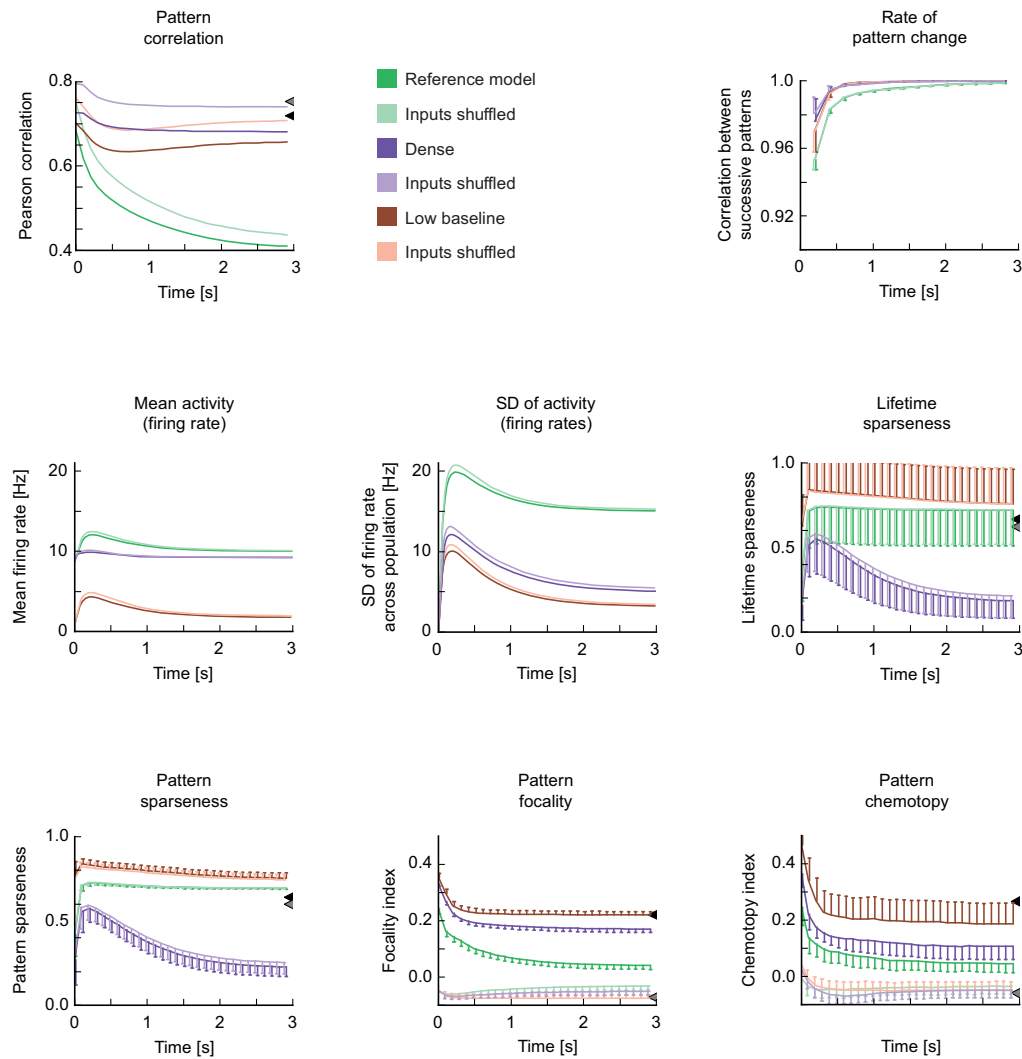 Pattern
correlation
Pearson correlation
0.8
0.6
0.4
0
1
2
3
Time [s]
Reference model
Inputs shuffled
Dense
Inputs shuffled
Low baseline
Inputs shuffled
Rate of
pattern change
Correlation between
successive patterns
1.0
0.96
0.92
0
1
2
3
Time [s]
Mean activity
(firing rate)
Mean firing rate [Hz]
20
10
0
0
1
2
3
Time [s]
SD of activity
(firing rates)
SD of firing rate
across population [Hz]
20
10
0
0
1
2
3
Time [s]
Lifetime
sparseness
Lifetime sparseness
1.0
0.5
0.0
0
1
2
3
Time [s]
Pattern
sparseness
Pattern sparseness
1.0
0.6
0.5
0.0
0
1
2
3
Time [s]
Pattern
focality
Focality index
0.4
0.2
0.0
0
1
2
3
Time [s]
Pattern
chemotopy
Chemotopy index
0.4
0.2
0.0
0
1
2
3
Time [s]